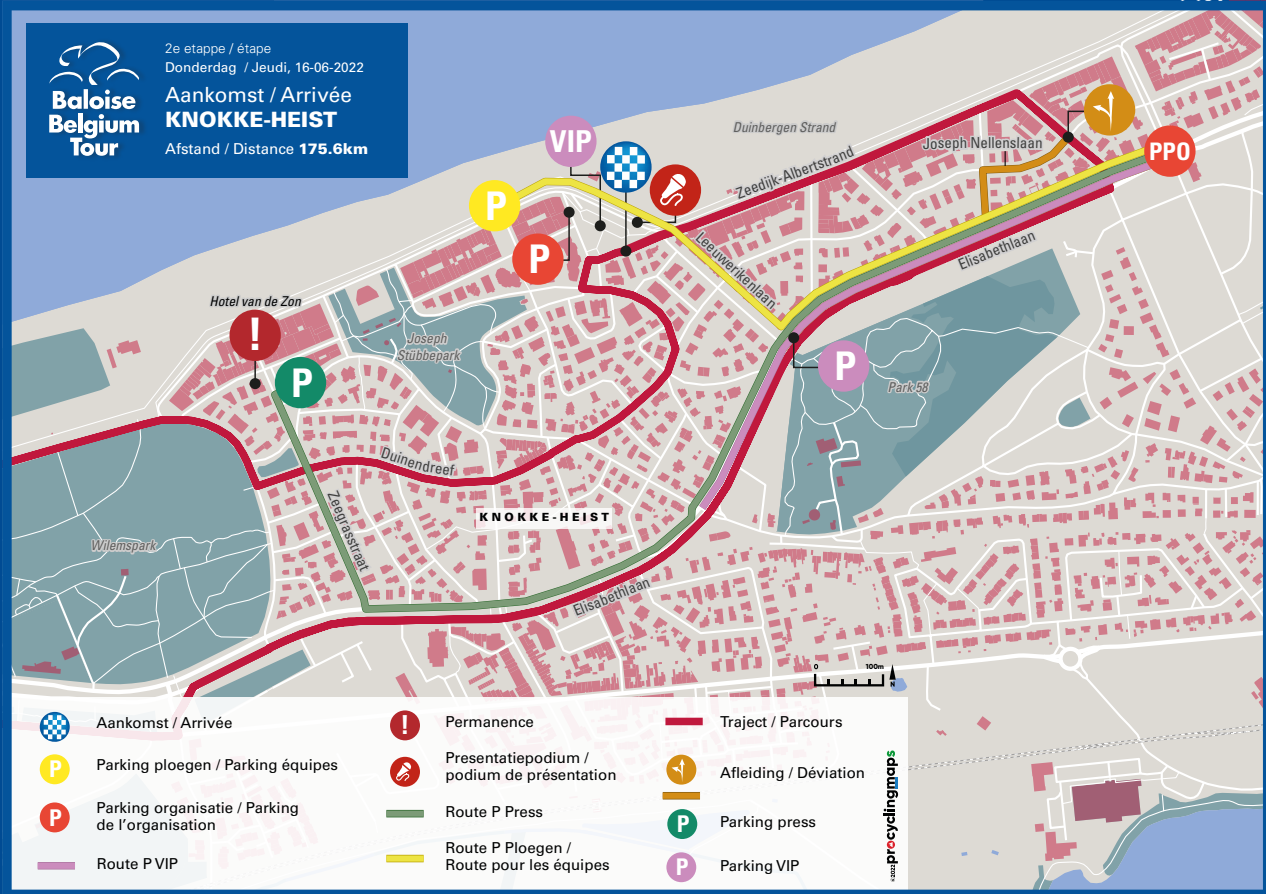 2e etappe / étape
Donderdag / Jeudi, 16-06-2022
Aankomst / Arrivée
KNOKKE-HEIST
Afstand / Distance 175.6km
Baloise
Belgium
Tour
VIP
Duinbergen Strand
Joseph Nellenslaan
PPO
Zeedijk-Albertstrand
P
P
Leeuwerikenlaan
Elisabethlaan
Hotel van de Zon
!
Joseph
Stübbepark
P
P
Park 58
Duinendreef
Zeegrasstraat
KNOKKE-HEIST
Wilemspark
Elisabethlaan
0 100m
N
Aankomst / Arrivée
P Parking ploegen / Parking équipes
P Parking organisatie / Parking
de l'organisation
Route P VIP
! Permanence
Presentatiepodium /
podium de présentation
Route P Press
Route P Ploegen /
Route pour les équipes
Traject / Parcours
Afleiding / Déviation
P Parking press
P Parking VIP
©2022 procyclingmaps